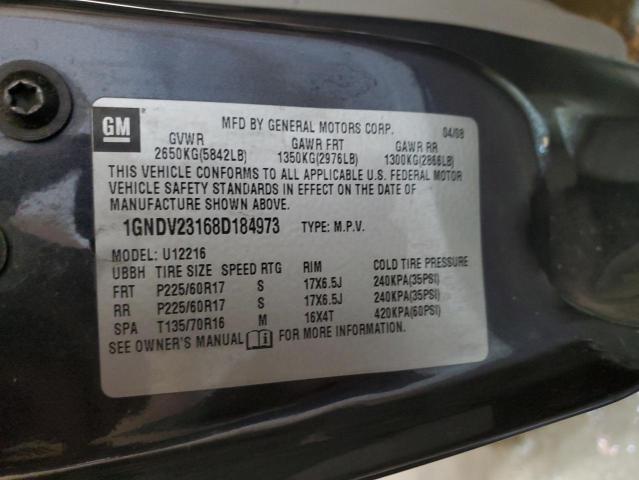 GM MFD BY GENERAL MOTORS CORP. 04/08
GVWR GAWR FRT GAWR RR
2650KG(5842LB) 1350KG(2976LB) 1300KG(2866LB)
THIS VEHICLE CONFORMS TO ALL APPLICABLE U.S. FEDERAL MOTOR
VEHICLE SAFETY STANDARDS IN EFFECT ON THE DATE OF
MANUFACTURE SHOWN ABOVE.
1GNDV23168D184973 TYPE: M.P.V.
MODEL: U12216
UBBH TIRE SIZE SPEED RTG RIM COLD TIRE PRESSURE
FRT P225/60R17 S 17X6.5J 240KPA(35PSI)
RR P225/60R17 S 17X6.5J 240KPA(35PSI)
SPA T135/70R16 M 16X4T 420KPA(60PSI)
SEE OWNER'S MANUAL FOR MORE INFORMATION.